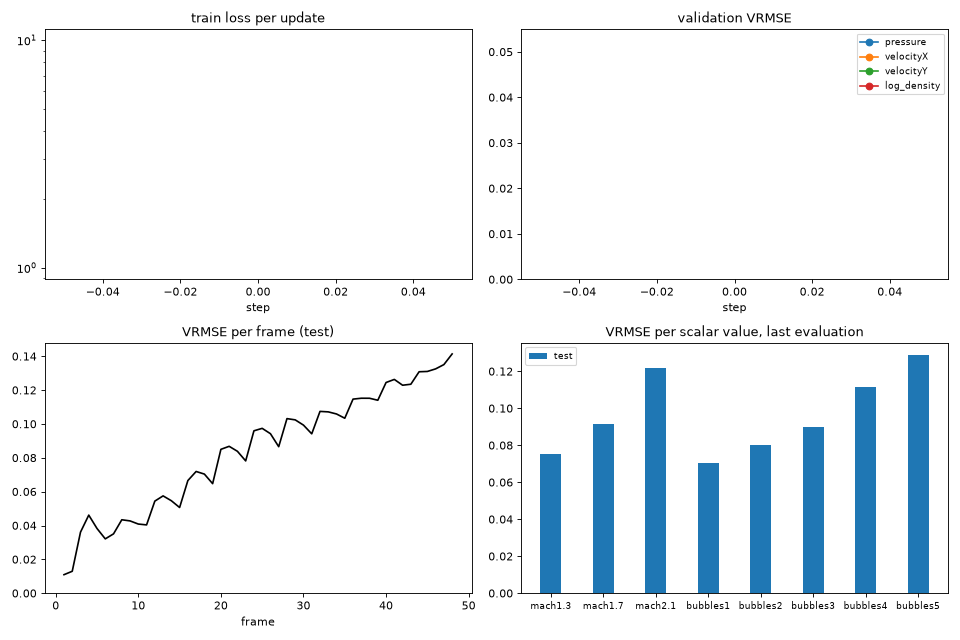 train loss per update
10¹
10⁰
−0.04 −0.02 0.00 0.02 0.04
step
validation VRMSE
pressure
velocityX
velocityY
log_density
0.05
0.04
0.03
0.02
0.01
0.00
−0.04 −0.02 0.00 0.02 0.04
step
VRMSE per frame (test)
0.14
0.12
0.10
0.08
0.06
0.04
0.02
0.00
0 10 20 30 40 50
frame
VRMSE per scalar value, last evaluation
test
0.12
0.10
0.08
0.06
0.04
0.02
0.00
mach1.3 mach1.7 mach2.1 bubbles1 bubbles2 bubbles3 bubbles4 bubbles5